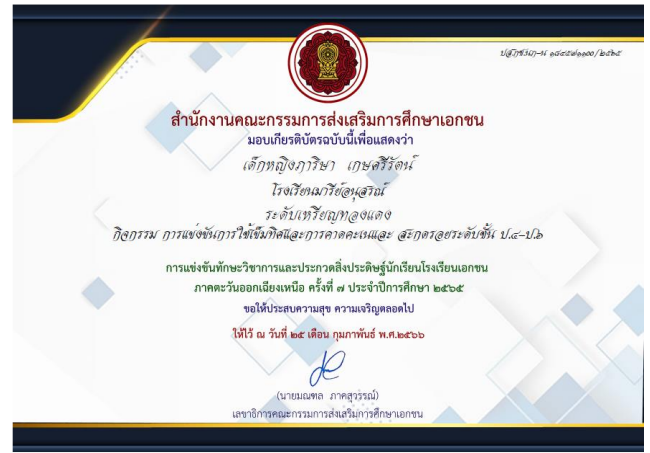 สำนักงานคณะกรรมการส่งเสริมการศึกษาเอกชน
มอบเกียรติบัตรฉบับนี้เพื่อแสดงว่า
เด็กหญิงภาริษา เกษศรีรัตน์
โรงเรียนมารีย์อนุสรณ์
ระดับเหรียญทองแดง
กิจกรรม การแข่งขันการใช้เข็มทิศและการคาดคะเนและ สะกดรอยระดับชั้น ป.๔-ป.๖
การแข่งขันทักษะวิชาการและประกวดสิ่งประดิษฐ์นักเรียนโรงเรียนเอกชน
ภาคตะวันออกเฉียงเหนือ ครั้งที่ ๗ ประจำปีการศึกษา ๒๕๖๕
ขอให้ประสบความสุข ความเจริญตลอดไป
ให้ไว้ ณ วันที่ ๒๕ เดือน กุมภาพันธ์ พ.ศ.๒๕๖๖
(นายมณฑล ภาคสุวรรณ์)
เลขาธิการคณะกรรมการส่งเสริมการศึกษาเอกชน